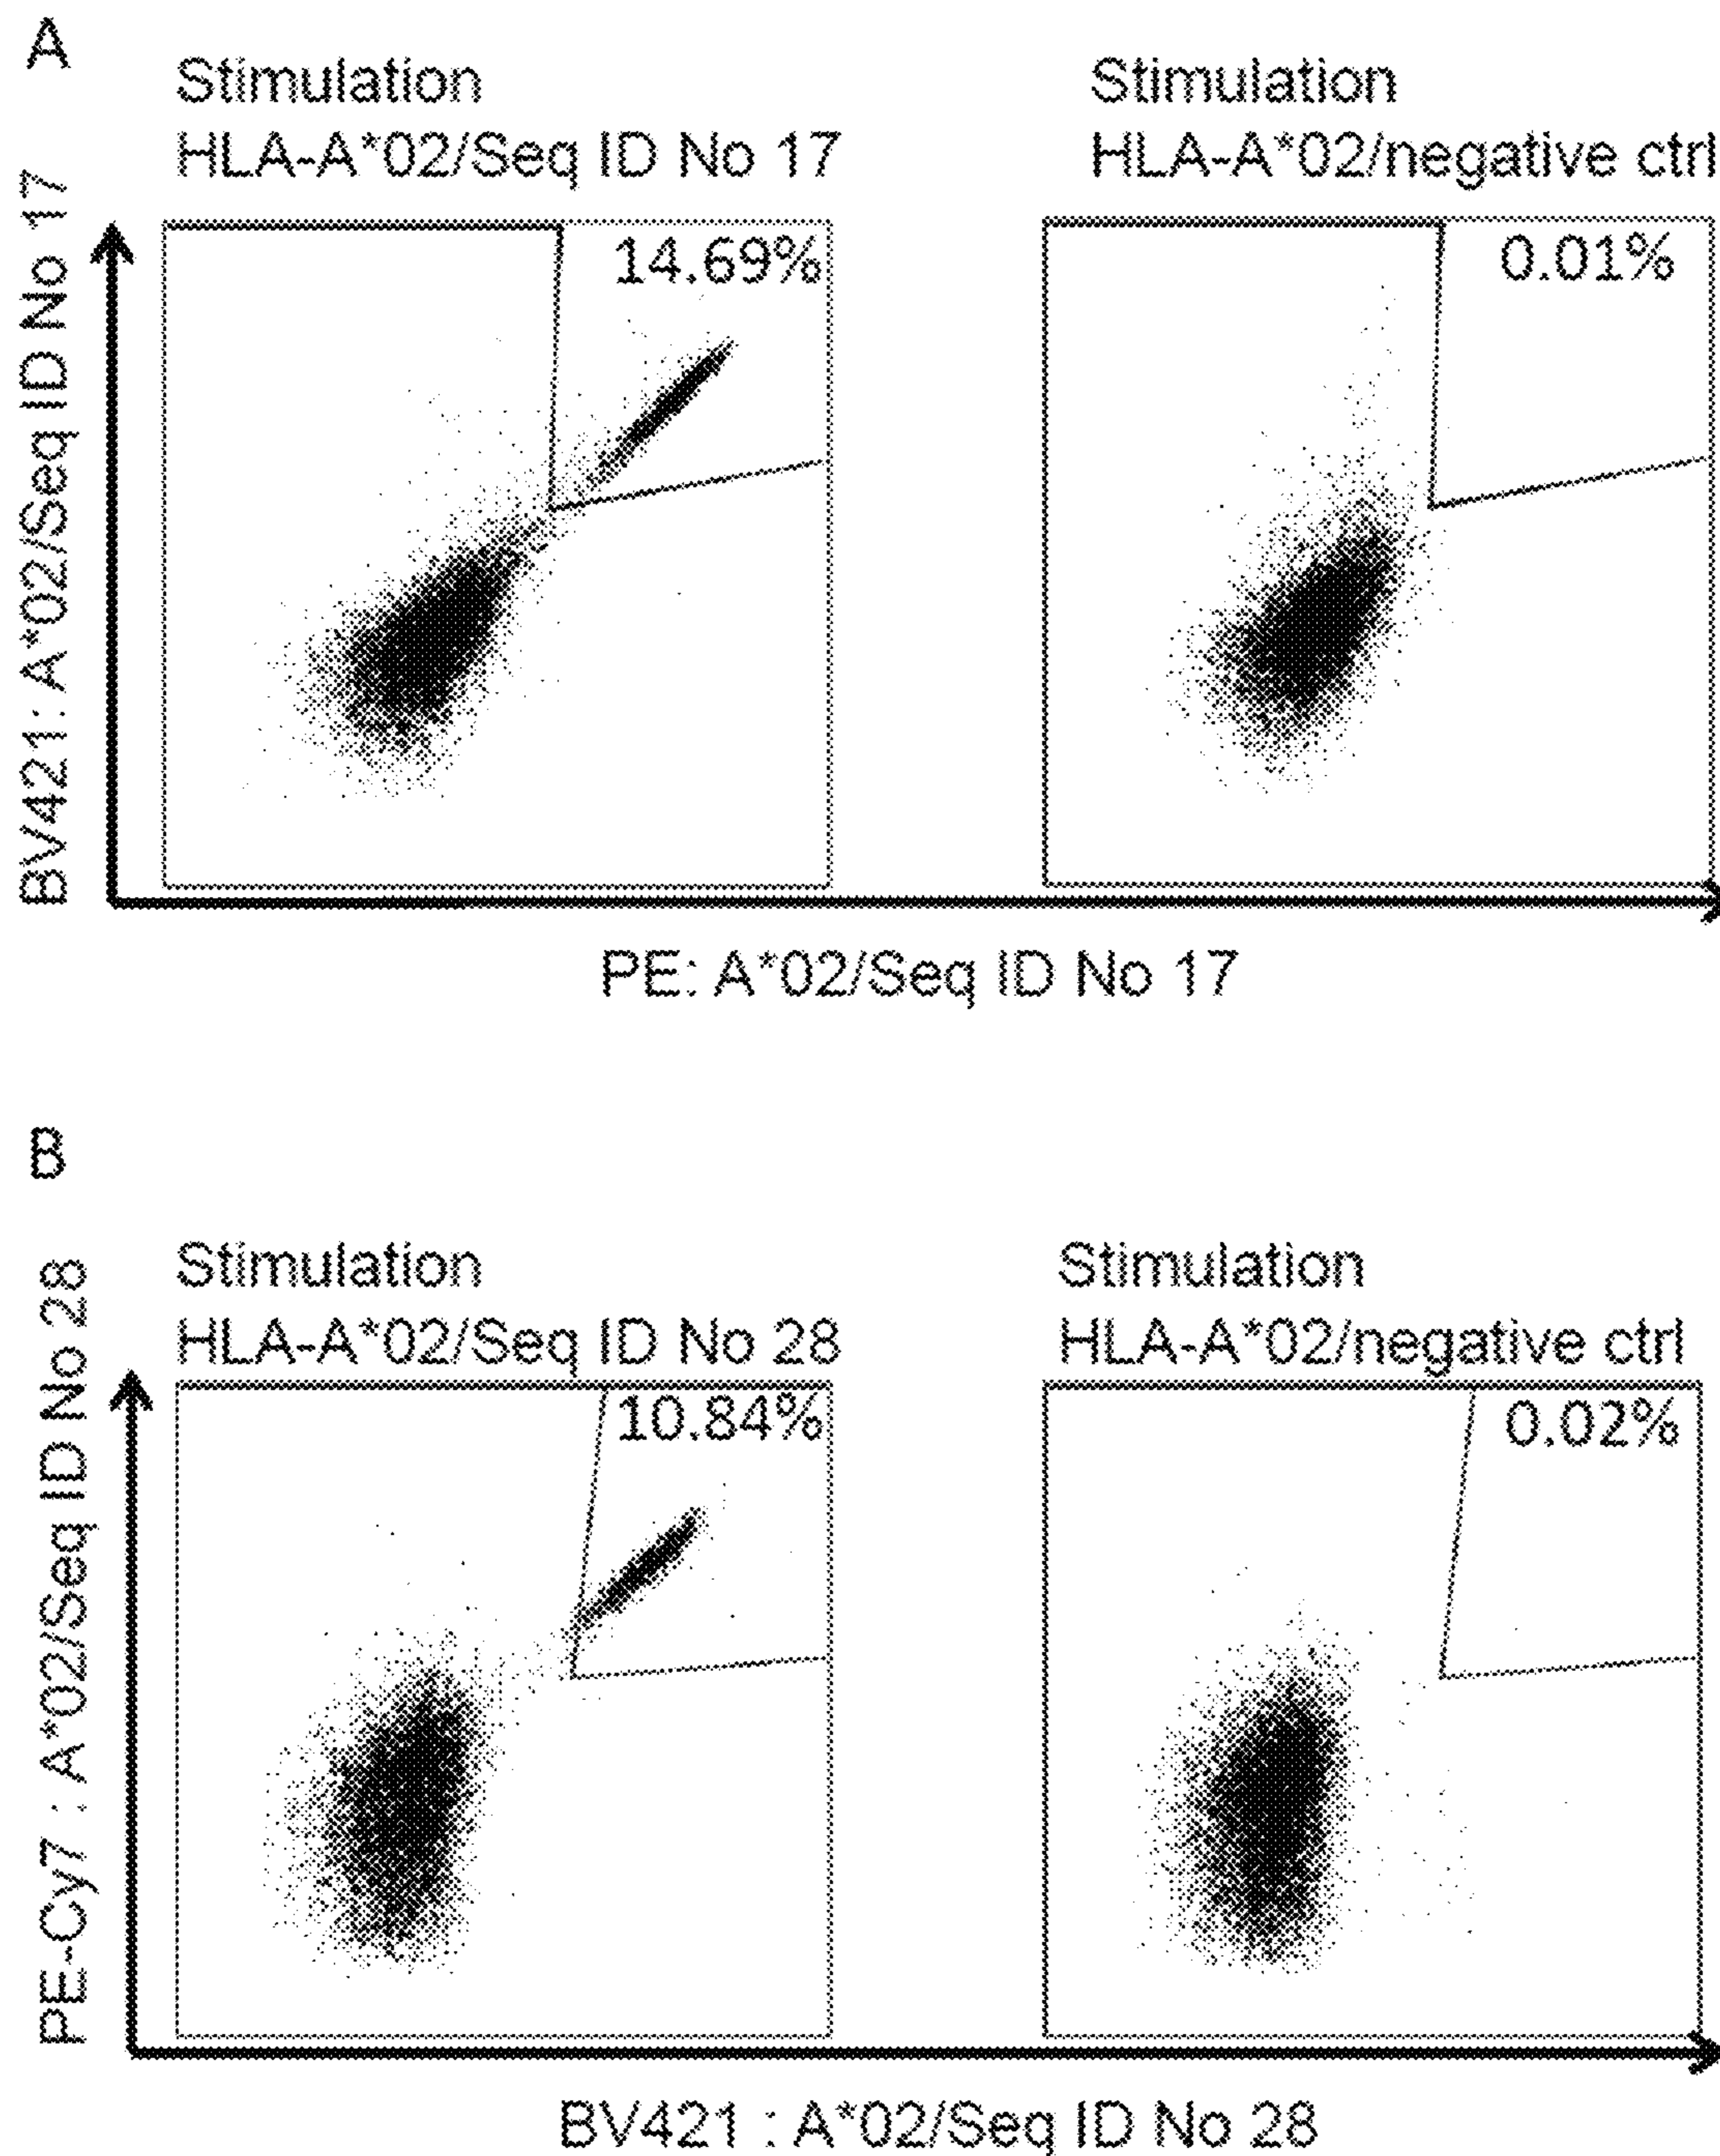 A
Stimulation
HLA-A*02/Seq ID No 17
Stimulation
HLA-A*02/negative ctrl
BV421: A*02/Seq ID No 17
14.69%
0.01%
PE: A*02/Seq ID No 17
B
Stimulation
HLA-A*02/Seq ID No 28
Stimulation
HLA-A*02/negative ctrl
PE-Cy7 : A*02/Seq ID No 28
10.84%
0.02%
BV421 : A*02/Seq ID No 28